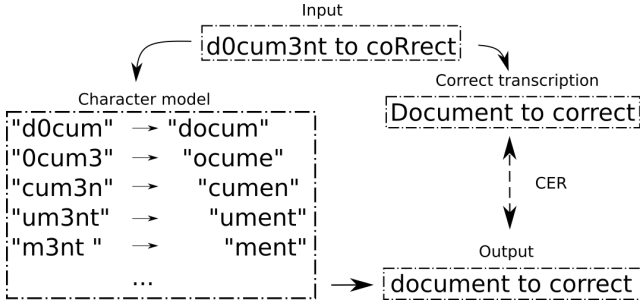 Input
d0cum3nt to coRrect
Character model
"d0cum" → "docum"
"0cum3" → "ocume"
"cum3n" → "cumen"
"um3nt" → "ument"
"m3nt " → "ment"
...
Correct transcription
Document to correct
CER
Output
document to correct